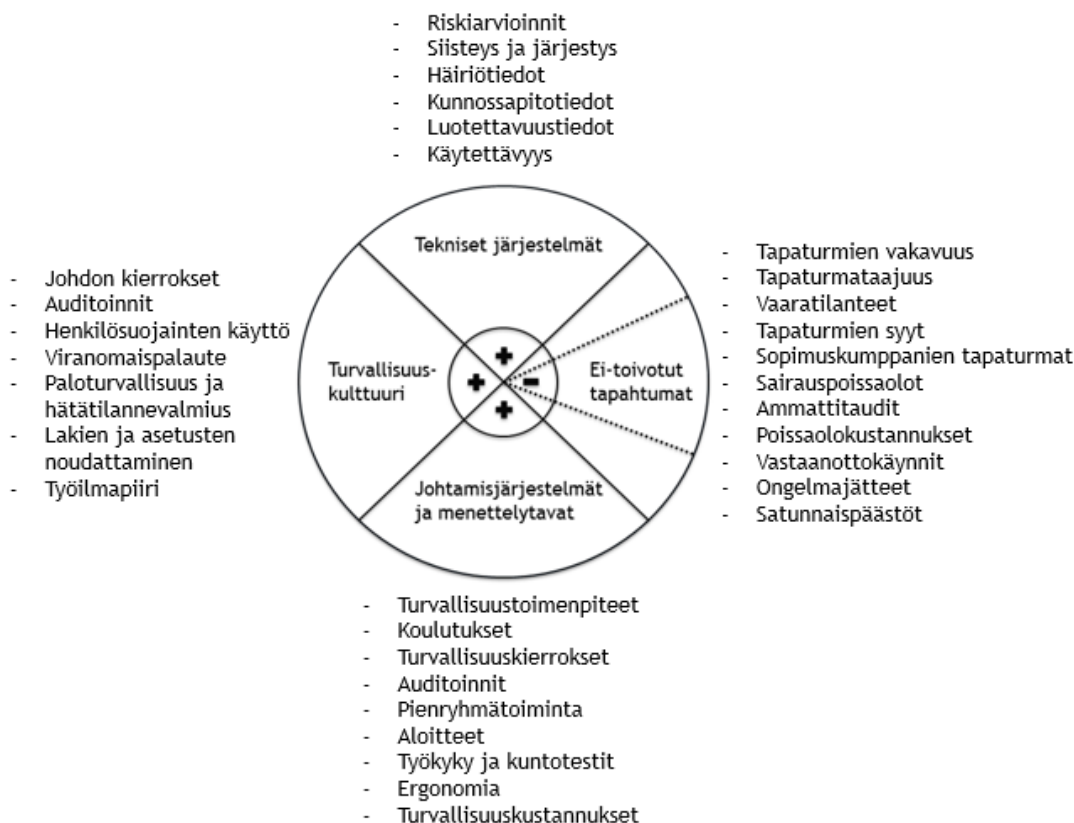 - Riskiarvioinnit
- Siisteys ja järjestys
- Häiriötiedot
- Kunnossapitotiedot
- Luotettavuustiedot
- Käytettävyys
Tekniset järjestelmät
- Johdon kierrokset
- Auditoinnit
- Henkilösuojainten käyttö
- Viranomaispalaute
- Paloturvallisuus ja
hätätilannevalmius
- Lakien ja asetusten
noudattaminen
- Työilmapiiri
Turvallisuus-
kulttuuri
+
+
-
+
Ei-toivotut
tapahtumat
- Tapaturmien vakavuus
- Tapaturmataajuus
- Vaaratilanteet
- Tapaturmien syyt
- Sopimuskumppanien tapaturmat
- Sairauspoissaolot
- Ammattitaudit
- Poissaolokustannukset
- Vastaanottokäynnit
- Ongelmajätteet
- Satunnaispäästöt
Johtamisjärjestelmät
ja menettelytavat
- Turvallisuustoimenpiteet
- Koulutukset
- Turvallisuuskierrokset
- Auditoinnit
- Pienryhmätoiminta
- Aloitteet
- Työkyky ja kuntotestit
- Ergonomia
- Turvallisuuskustannukset